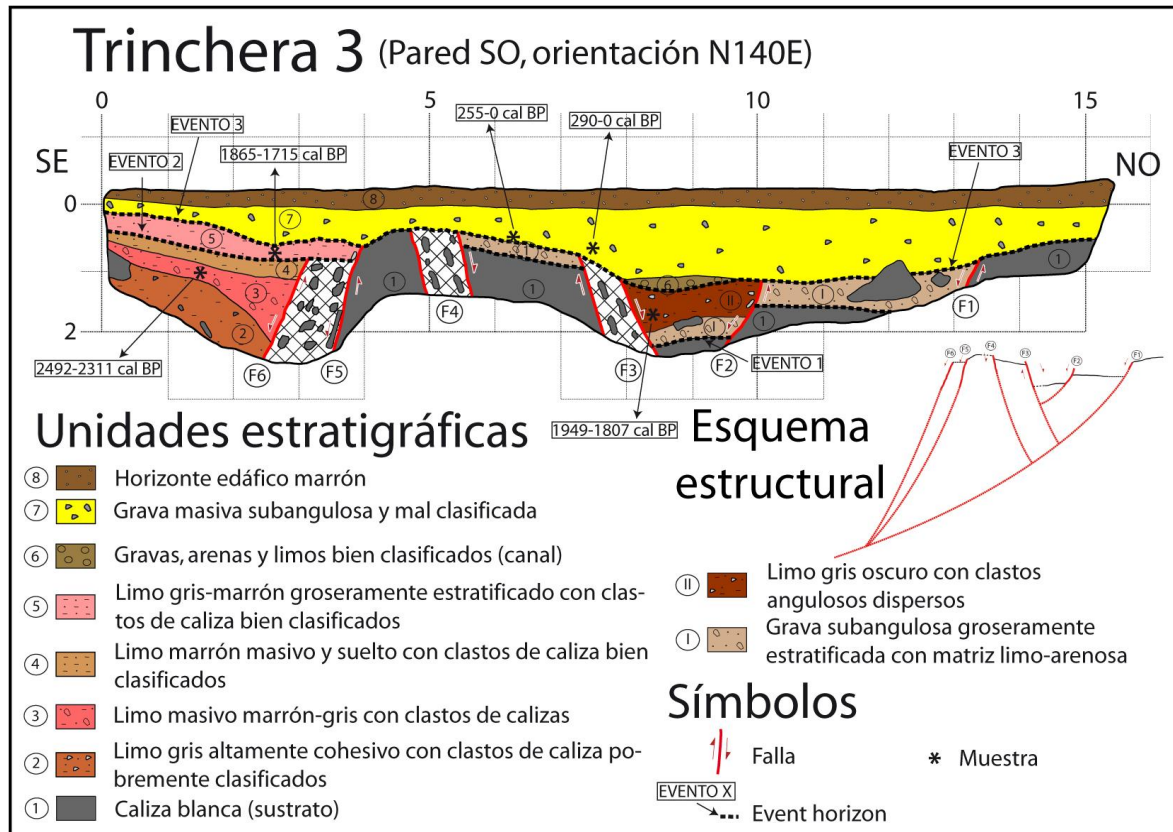 Trinchera 3 (Pared SO, orientación N140E)
0 5 10 15
255-0 cal BP
290-0 cal BP
EVENTO 3
1865-1715 cal BP
EVENTO 2
EVENTO 3
SE
NO
0
8
7
5
4
3
2
1
I
1
1
6
II
I
I
1
1
2
F4
F1
F6
F5
F3
F2
EVENTO 1
2492-2311 cal BP
1949-1807 cal BP
Unidades estratigráficas
8 Horizonte edáfico marrón
7 Grava masiva subangulosa y mal clasificada
6 Gravas, arenas y limos bien clasificados (canal)
5 Limo gris-marrón groseramente estratificado con clas-
tos de caliza bien clasificados
4 Limo marrón masivo y suelto con clastos de caliza bien
clasificados
3 Limo masivo marrón-gris con clastos de calizas
2 Limo gris altamente cohesivo con clastos de caliza po-
bremente clasificados
1 Caliza blanca (sustrato)
Esquema
estructural
F6 F5 F4 F3 F2 F1
II Limo gris oscuro con clastos
angulosos dispersos
I Grava subangulosa groseramente
estratificada con matriz limo-arenosa
Símbolos
Falla
* Muestra
EVENTO X
Event horizon